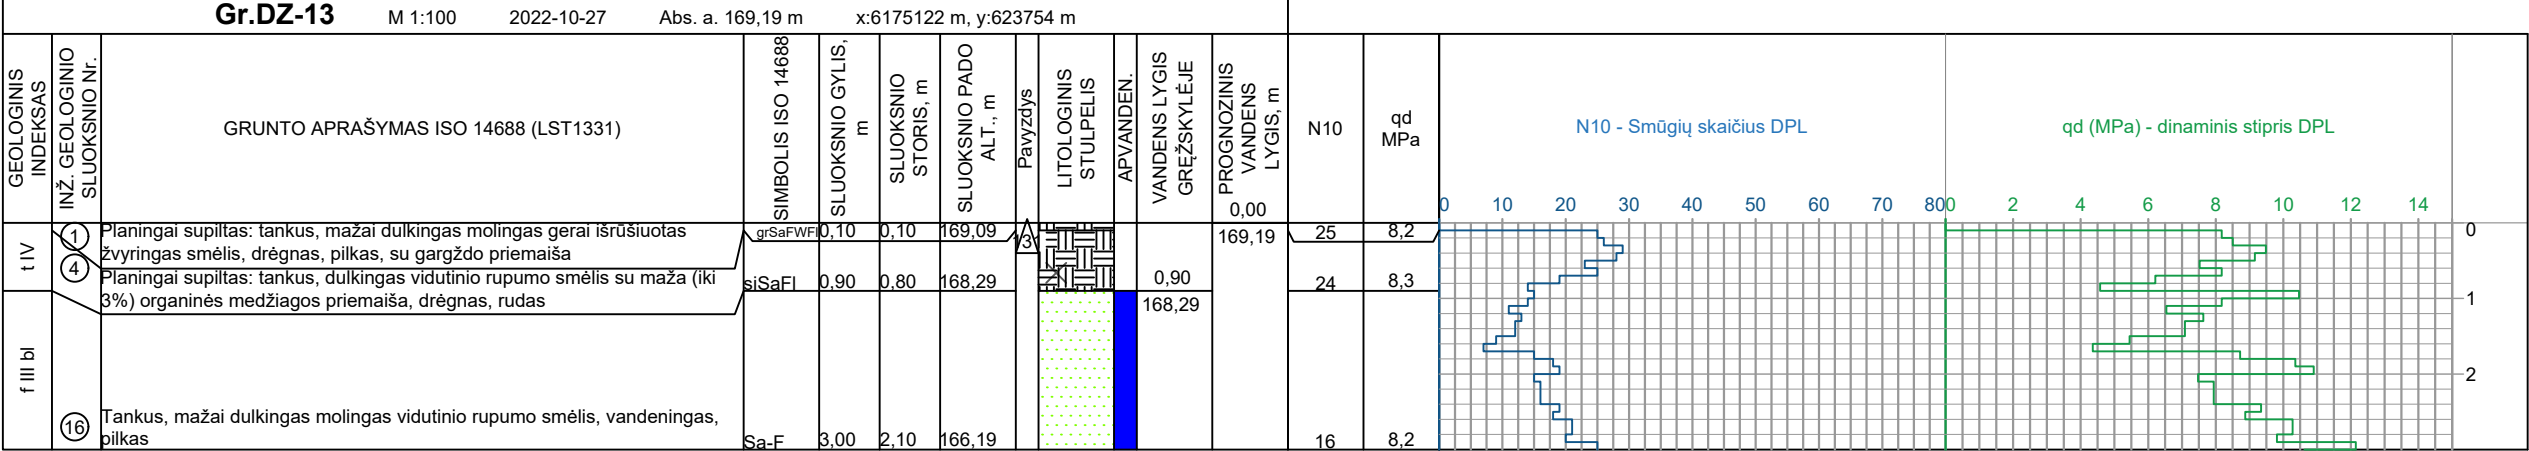 Gr.DZ-13 M 1:100 2022-10-27 Abs. a. 169,19 m x:6175122 m, y:623754 m
GEOLOGINIS
INDEKSAS
INŽ. GEOLOGINIO
SLUOKSNIO Nr.
GRUNTO APRAŠYMAS ISO 14688 (LST1331)
SIMBOLIS ISO 14688
SLUOKSNIO GYLIS,
m
SLUOKSNIO
STORIS, m
SLUOKSNIO PADO
ALT., m
Pavyzdys
LITOLOGINIS
STULPELIS
APVANDEN.
VANDENS LYGIS
GRĘŽSKYLĖJE
PROGNOZINIS
VANDENS
LYGIS, m
0,00
N10
qd
MPa
N10 - Smūgių skaičius DPL
0 10 20 30 40 50 60 70 80
qd (MPa) - dinaminis stipris DPL
0 2 4 6 8 10 12 14
t IV
1
Planingai supiltas: tankus, mažai dulkingas molingas gerai išrūšiuotas
žvyringas smėlis, drėgnas, pilkas, su gargždo priemaiša
grSaFWFl 0,10 0,10 169,09
3
169,19
25 8,2
0
4
Planingai supiltas: tankus, dulkingas vidutinio rupumo smėlis su maža (iki
3%) organinės medžiagos priemaiša, drėgnas, rudas
siSaFl 0,90 0,80 168,29
0,90
168,29
24 8,3
1
2
f III bl
16
Tankus, mažai dulkingas molingas vidutinio rupumo smėlis, vandeningas,
pilkas
Sa-F 3,00 2,10 166,19
16 8,2